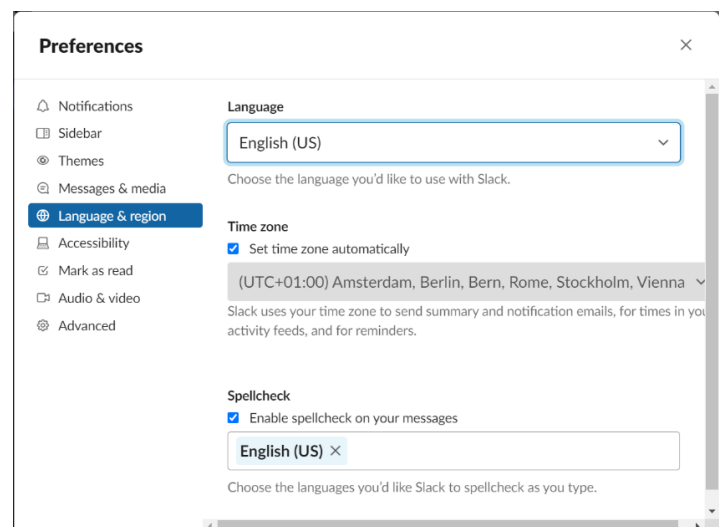 Preferences
Notifications
Sidebar
Themes
Messages & media
Language & region
Accessibility
Mark as read
Audio & video
Advanced
Language
English (US)
Choose the language you'd like to use with Slack.
Time zone
Set time zone automatically
(UTC+01:00) Amsterdam, Berlin, Bern, Rome, Stockholm, Vienna
Slack uses your time zone to send summary and notification emails, for times in
activity feeds, and for reminders.
Spellcheck
Enable spellcheck on your messages
English (US)
Choose the languages you'd like Slack to spellcheck as you type.